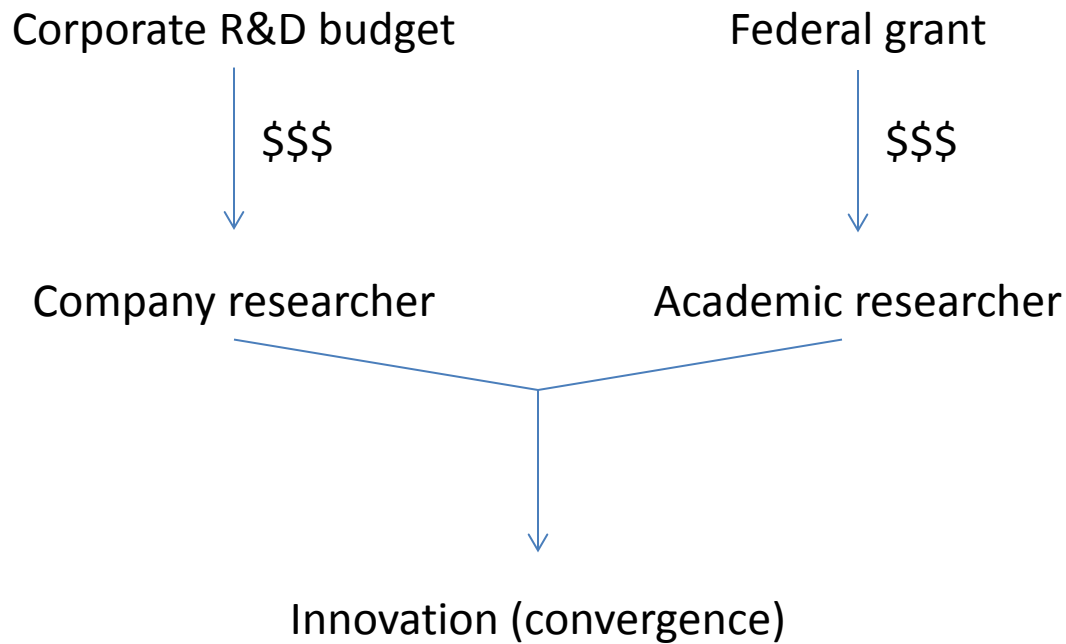 Corporate R&D budget
Federal grant
$$$
$$$
Company researcher
Academic researcher
Innovation (convergence)